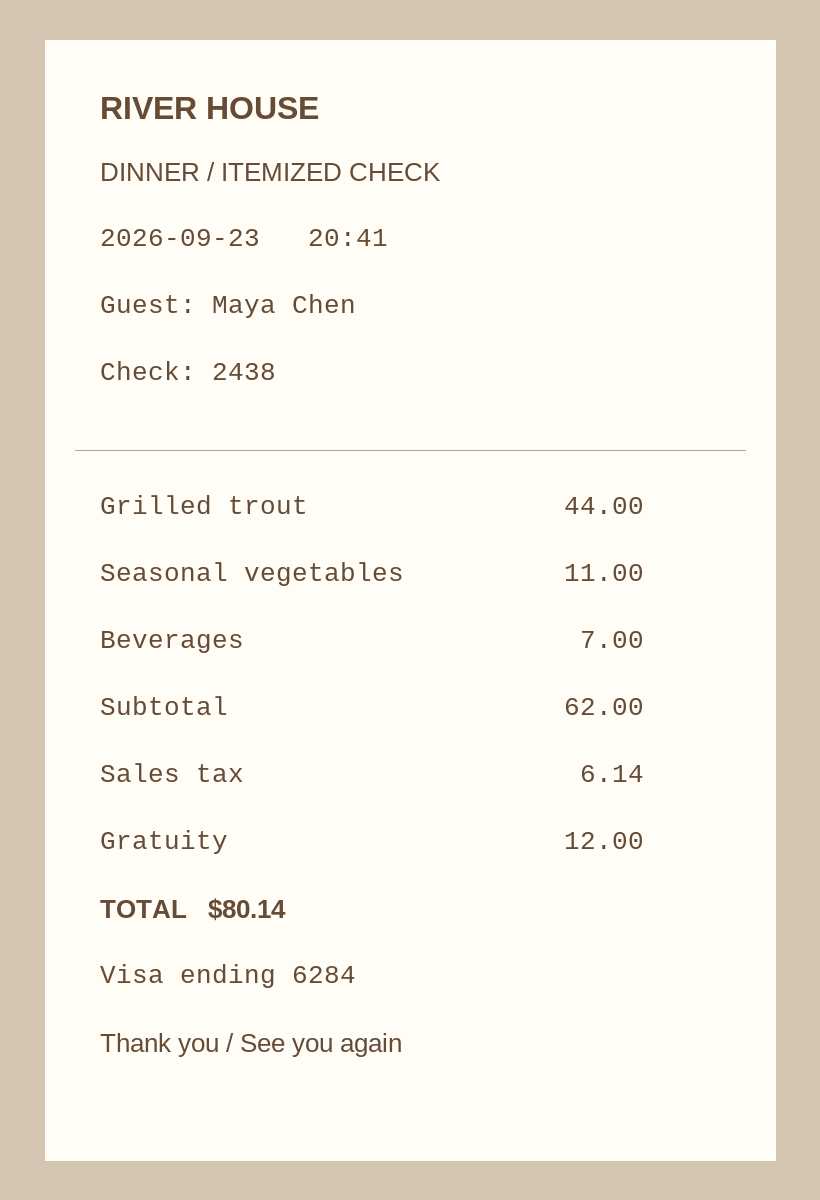 RIVER HOUSE
DINNER / ITEMIZED CHECK
2026-09-23   20:41
Guest: Maya Chen
Check: 2438
Grilled trout 44.00
Seasonal vegetables 11.00
Beverages 7.00
Subtotal 62.00
Sales tax 6.14
Gratuity 12.00
TOTAL   $80.14
Visa ending 6284
Thank you / See you again